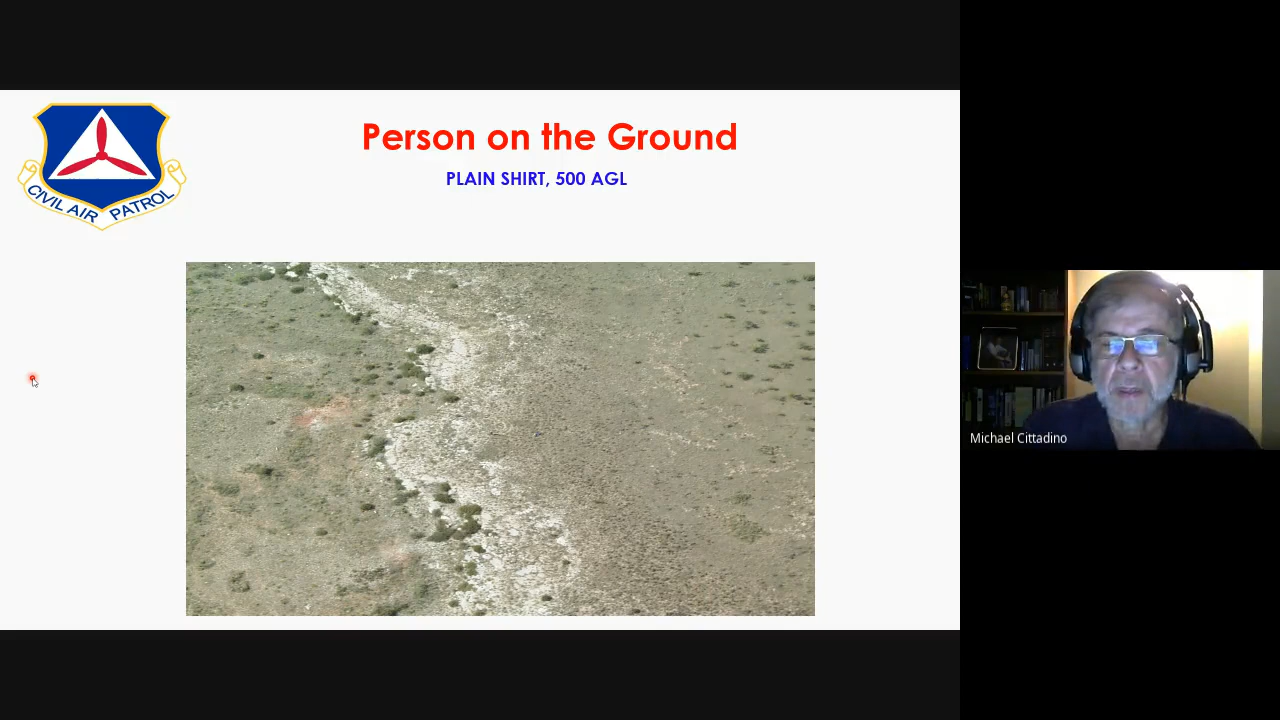 Person on the Ground
PLAIN SHIRT, 500 AGL
CIVIL AIR PATROL
Michael Cittadino